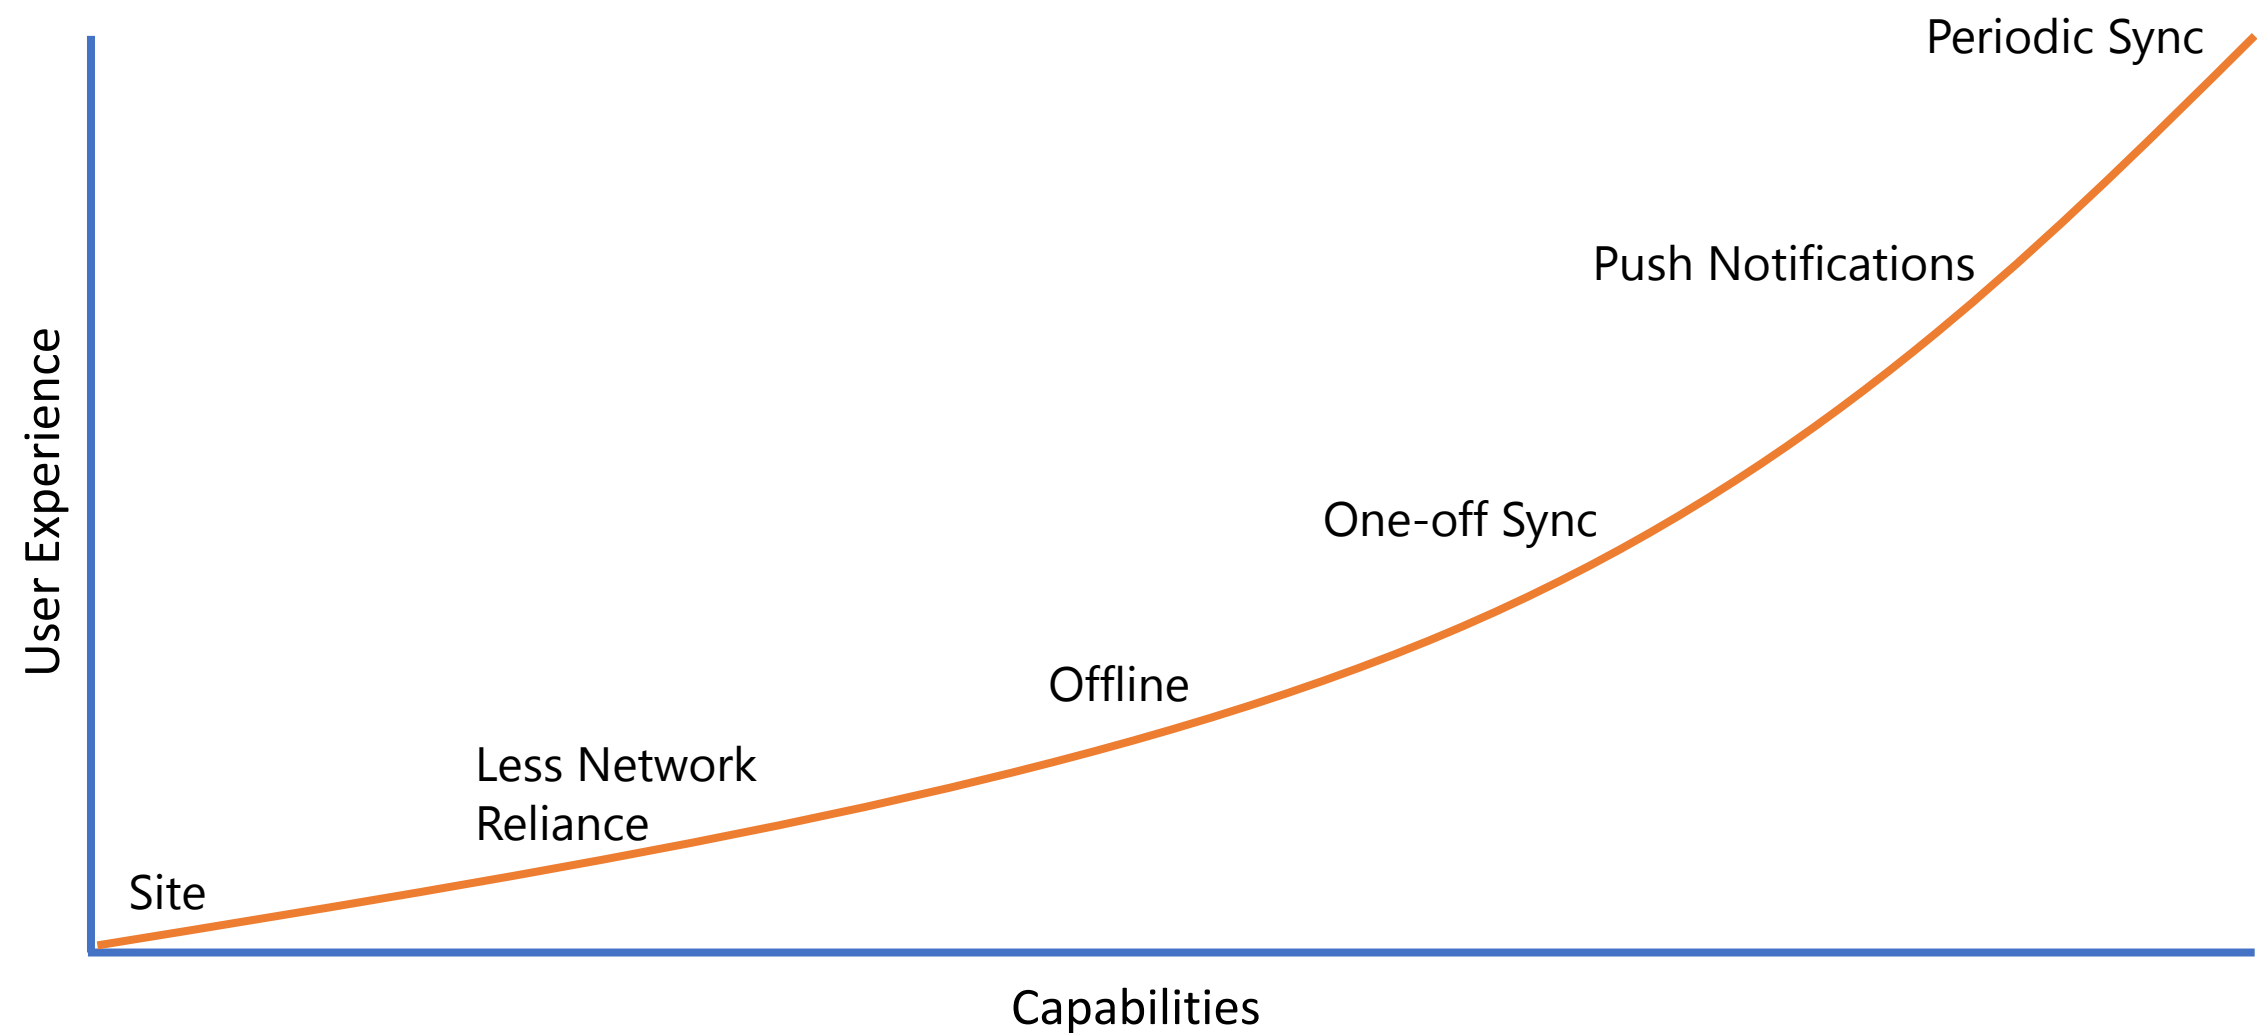 Periodic Sync
Push Notifications
One-off Sync
Offline
Less Network
Reliance
Site
User Experience
Capabilities